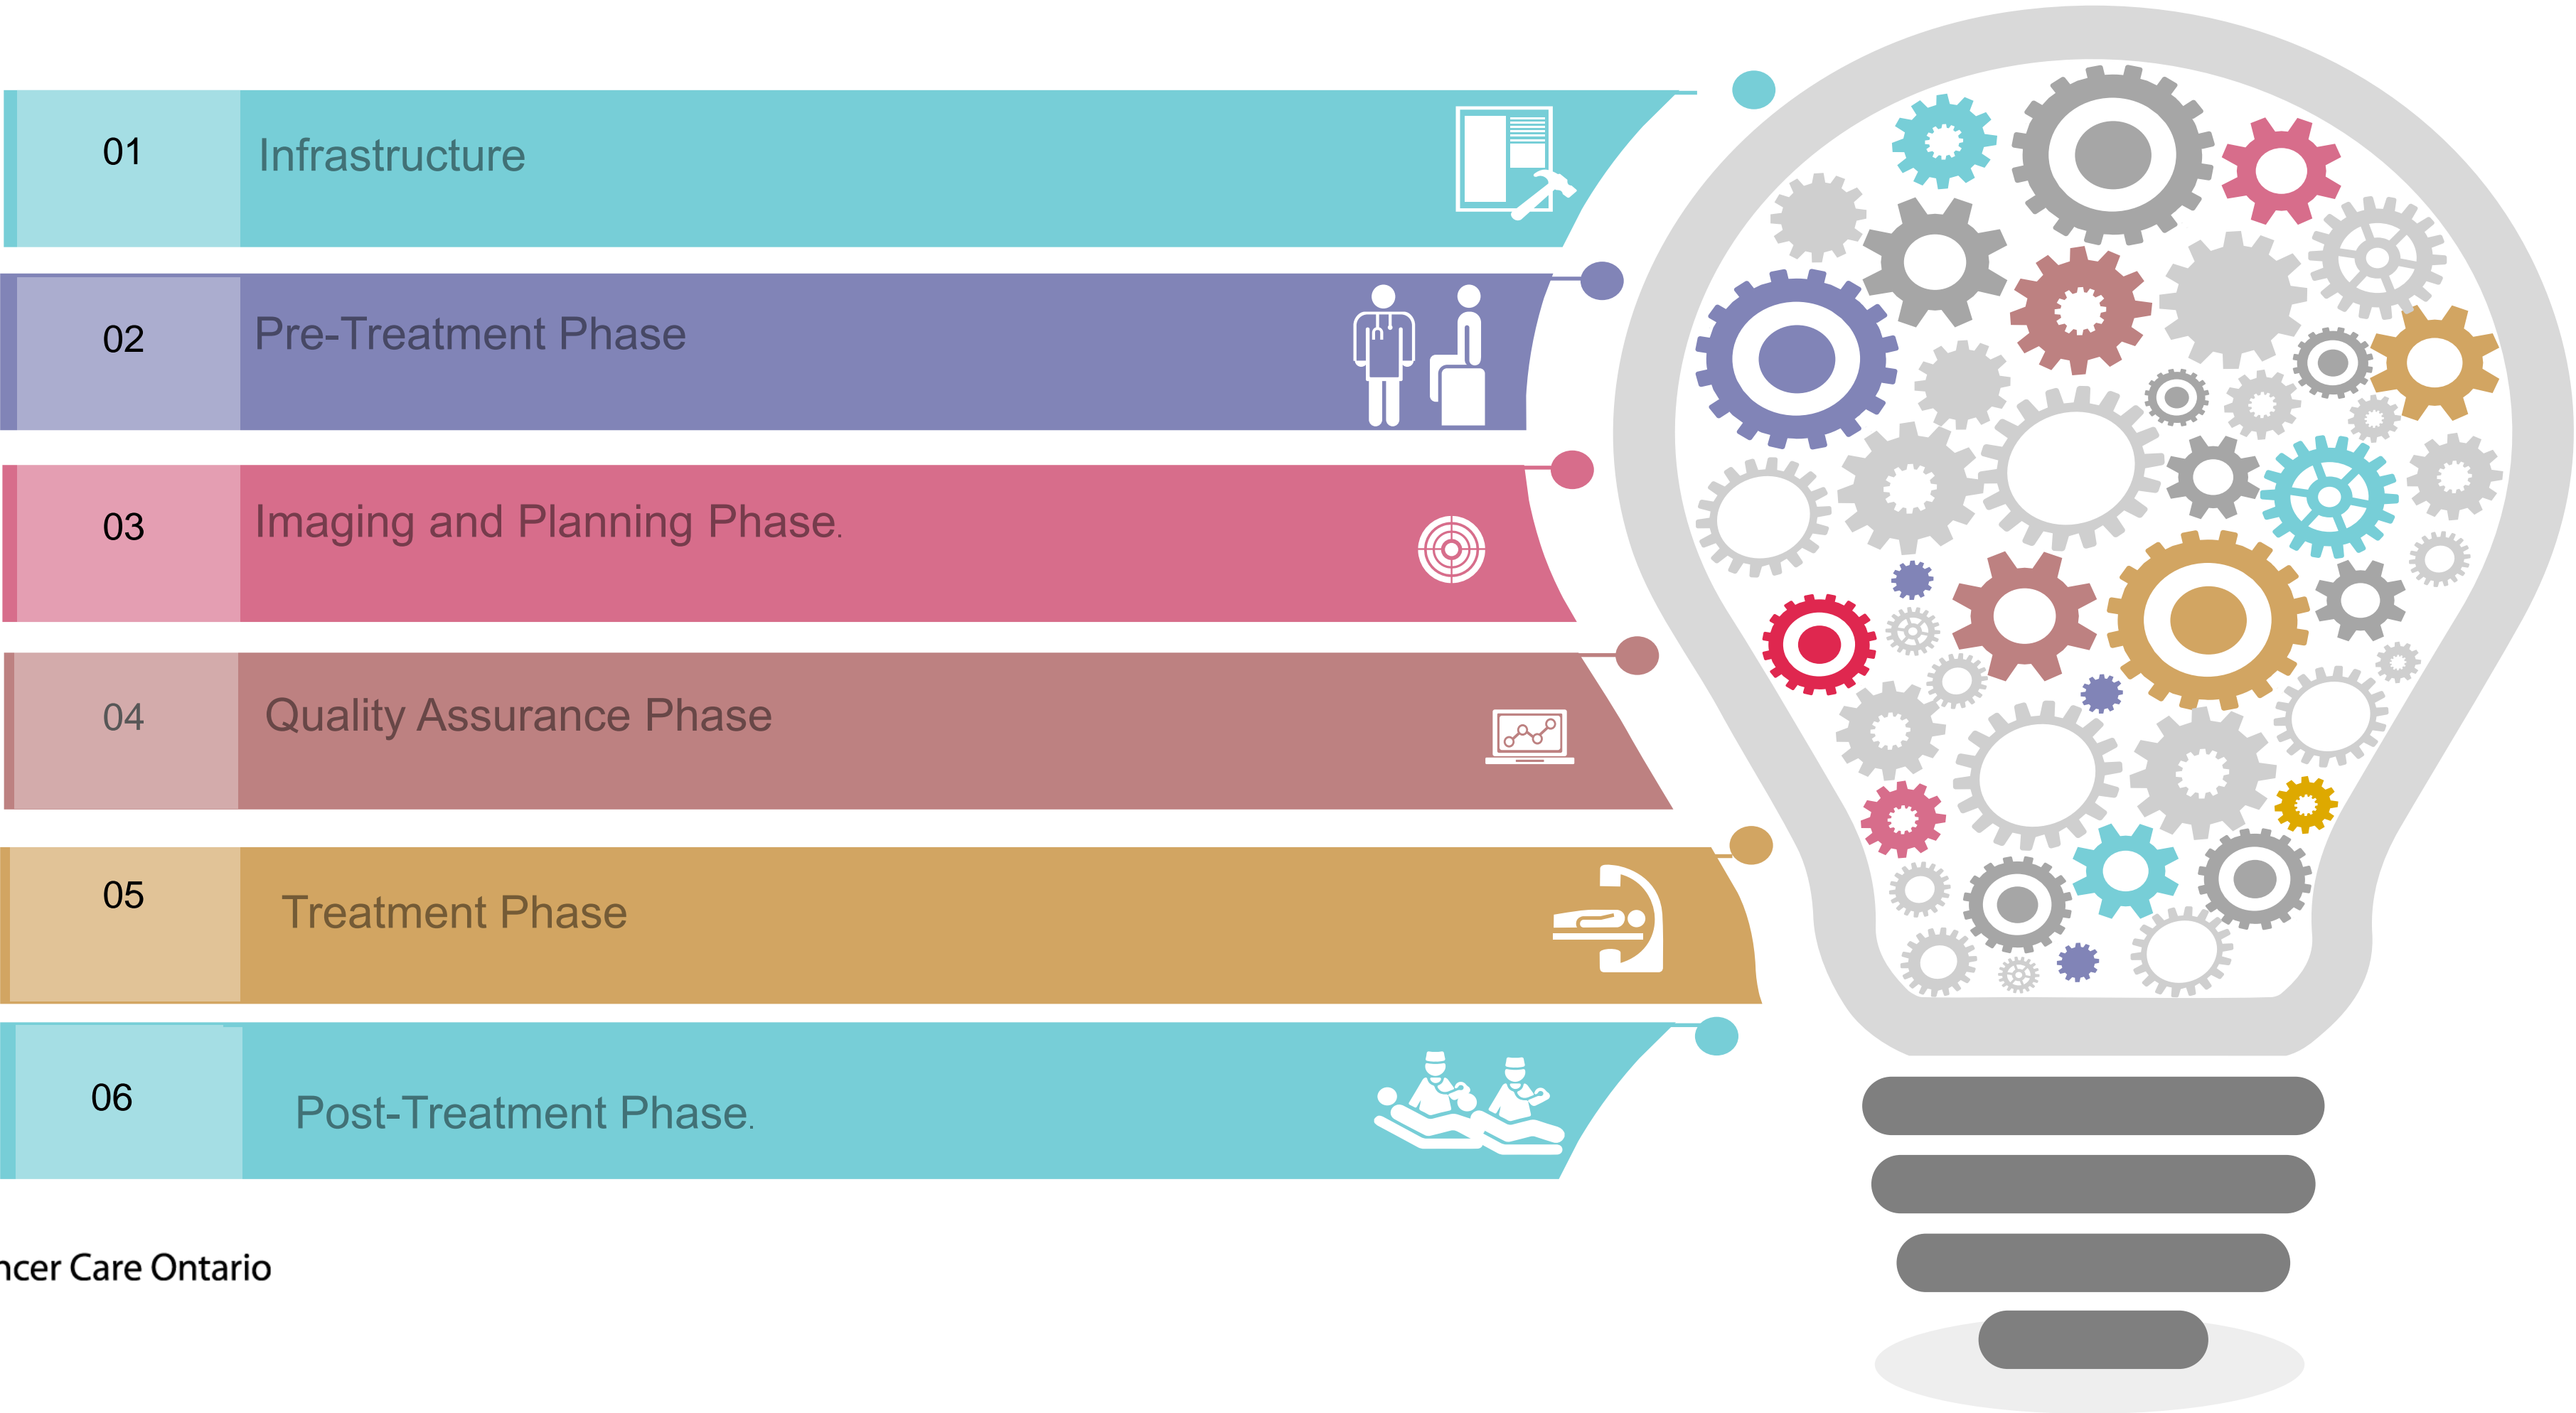 01
Infrastructure
02
Pre-Treatment Phase
03
Imaging and Planning Phase.
04
Quality Assurance Phase
05
Treatment Phase
06
Post-Treatment Phase.
ncer Care Ontario